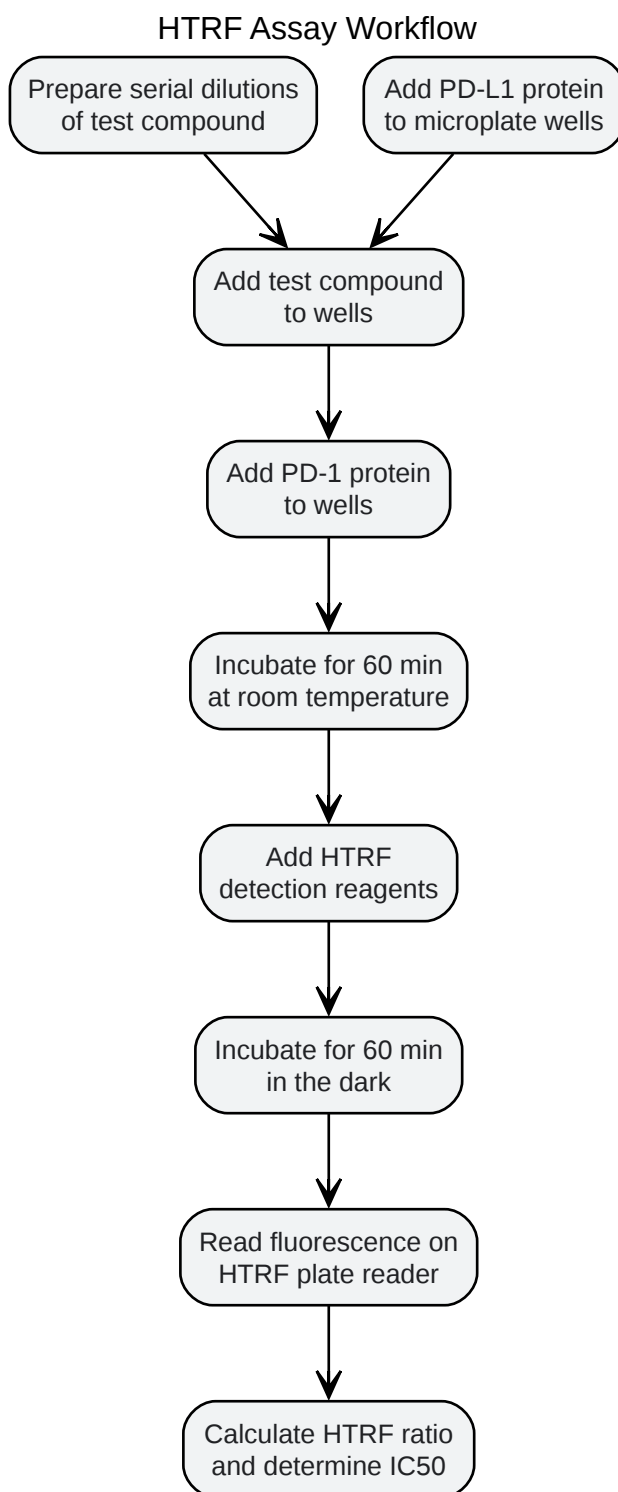 HTRF Assay Workflow
Prepare serial dilutions
of test compound
Add PD-L1 protein
to microplate wells
Add test compound
to wells
Add PD-1 protein
to wells
Incubate for 60 min
at room temperature
Add HTRF
detection reagents
Incubate for 60 min
in the dark
Read fluorescence on
HTRF plate reader
Calculate HTRF ratio
and determine IC50